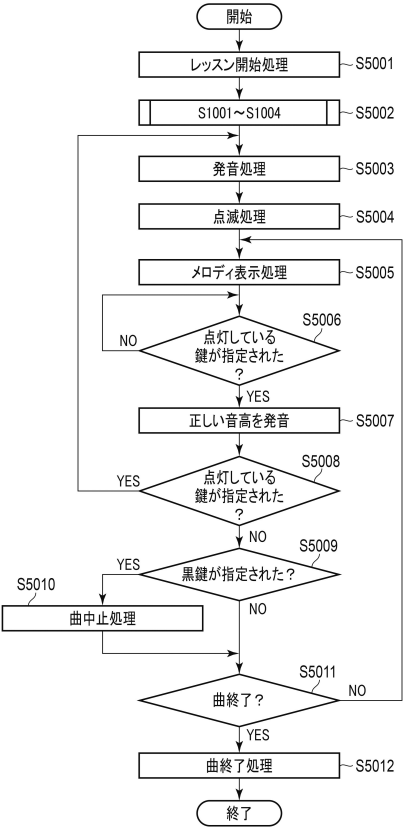 開始
レッスン開始処理
S5001
S1001～S1004
S5002
発音処理
S5003
点滅処理
S5004
メロディ表示処理
S5005
S5006
点灯している
鍵が指定された
？
NO
YES
正しい音高を発音
S5007
S5008
点灯している
鍵が指定された
？
YES
NO
S5009
黒鍵が指定された？
YES
NO
S5010
曲中止処理
S5011
曲終了？
NO
YES
曲終了処理
S5012
終了